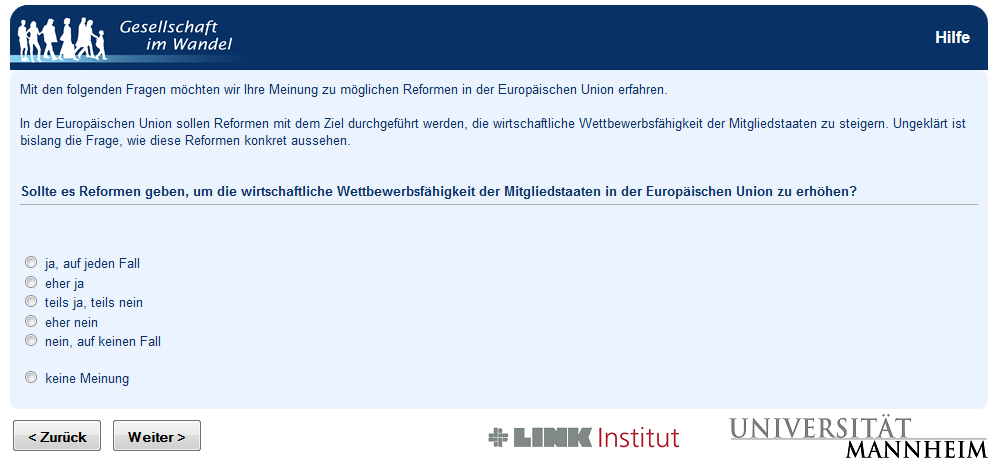 Gesellschaft
im Wandel
Hilfe
Mit den folgenden Fragen möchten wir Ihre Meinung zu möglichen Reformen in der Europäischen Union erfahren.
In der Europäischen Union sollen Reformen mit dem Ziel durchgeführt werden, die wirtschaftliche Wettbewerbsfähigkeit der Mitgliedstaaten zu steigern. Ungeklärt ist
bislang die Frage, wie diese Reformen konkret aussehen.
Sollte es Reformen geben, um die wirtschaftliche Wettbewerbsfähigkeit der Mitgliedstaaten in der Europäischen Union zu erhöhen?
ja, auf jeden Fall
eher ja
teils ja, teils nein
eher nein
nein, auf keinen Fall
keine Meinung
< Zurück
Weiter >
LINK Institut
UNIVERSITÄT
MANNHEIM